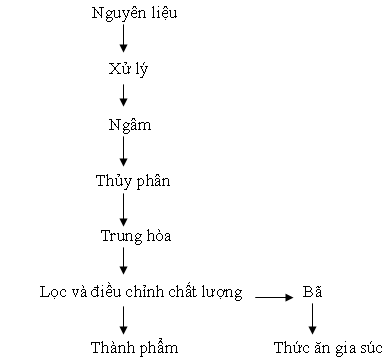 Nguyên liệu
Xử lý
Ngâm
Thủy phân
Trung hòa
Lọc và điều chỉnh chất lượng
Bã
Thành phẩm
Thức ăn gia súc